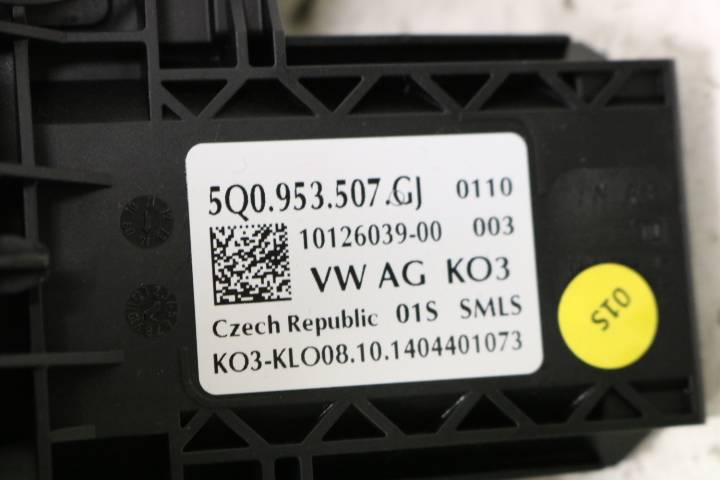 5Q0.953.507.GJ 0110
10126039-00 003
VW AG KO3
Czech Republic 01S SMLS
KO3-KLO08.10.1404401073
01S